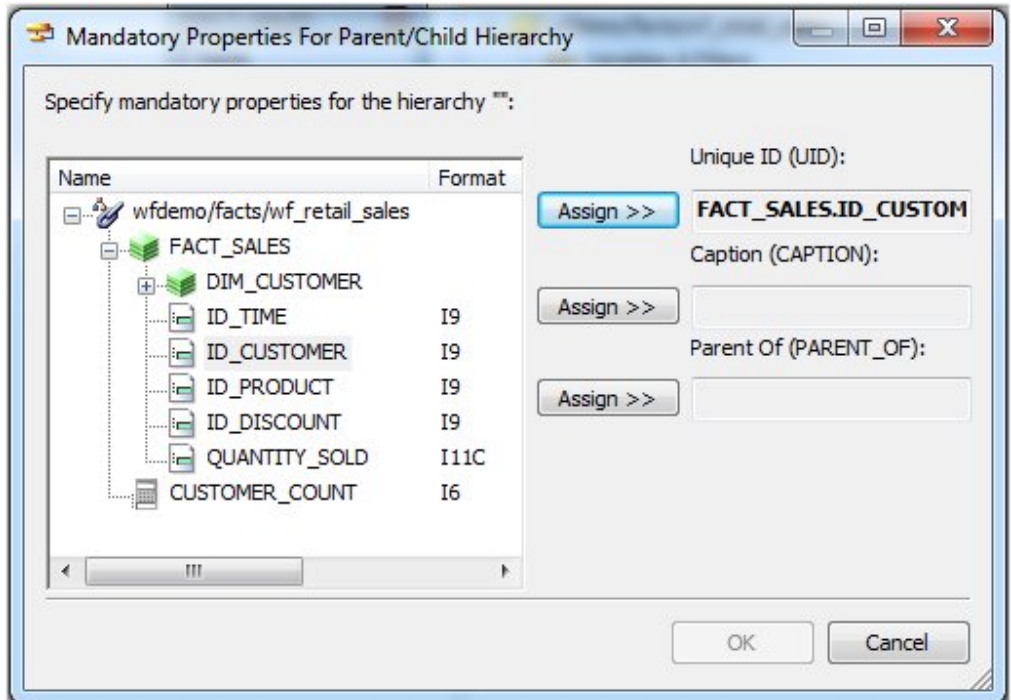 Mandatory Properties For Parent/Child Hierarchy
Specify mandatory properties for the hierarchy "":
Name Format
wfdemo/facts/wf_retail_sales
FACT_SALES
DIM_CUSTOMER
ID_TIME I9
ID_CUSTOMER I9
ID_PRODUCT I9
ID_DISCOUNT I9
QUANTITY_SOLD I11C
CUSTOMER_COUNT I6
Unique ID (UID):
Assign >> FACT_SALES.ID_CUSTOM
Caption (CAPTION):
Assign >>
Parent Of (PARENT_OF):
Assign >>
OK Cancel